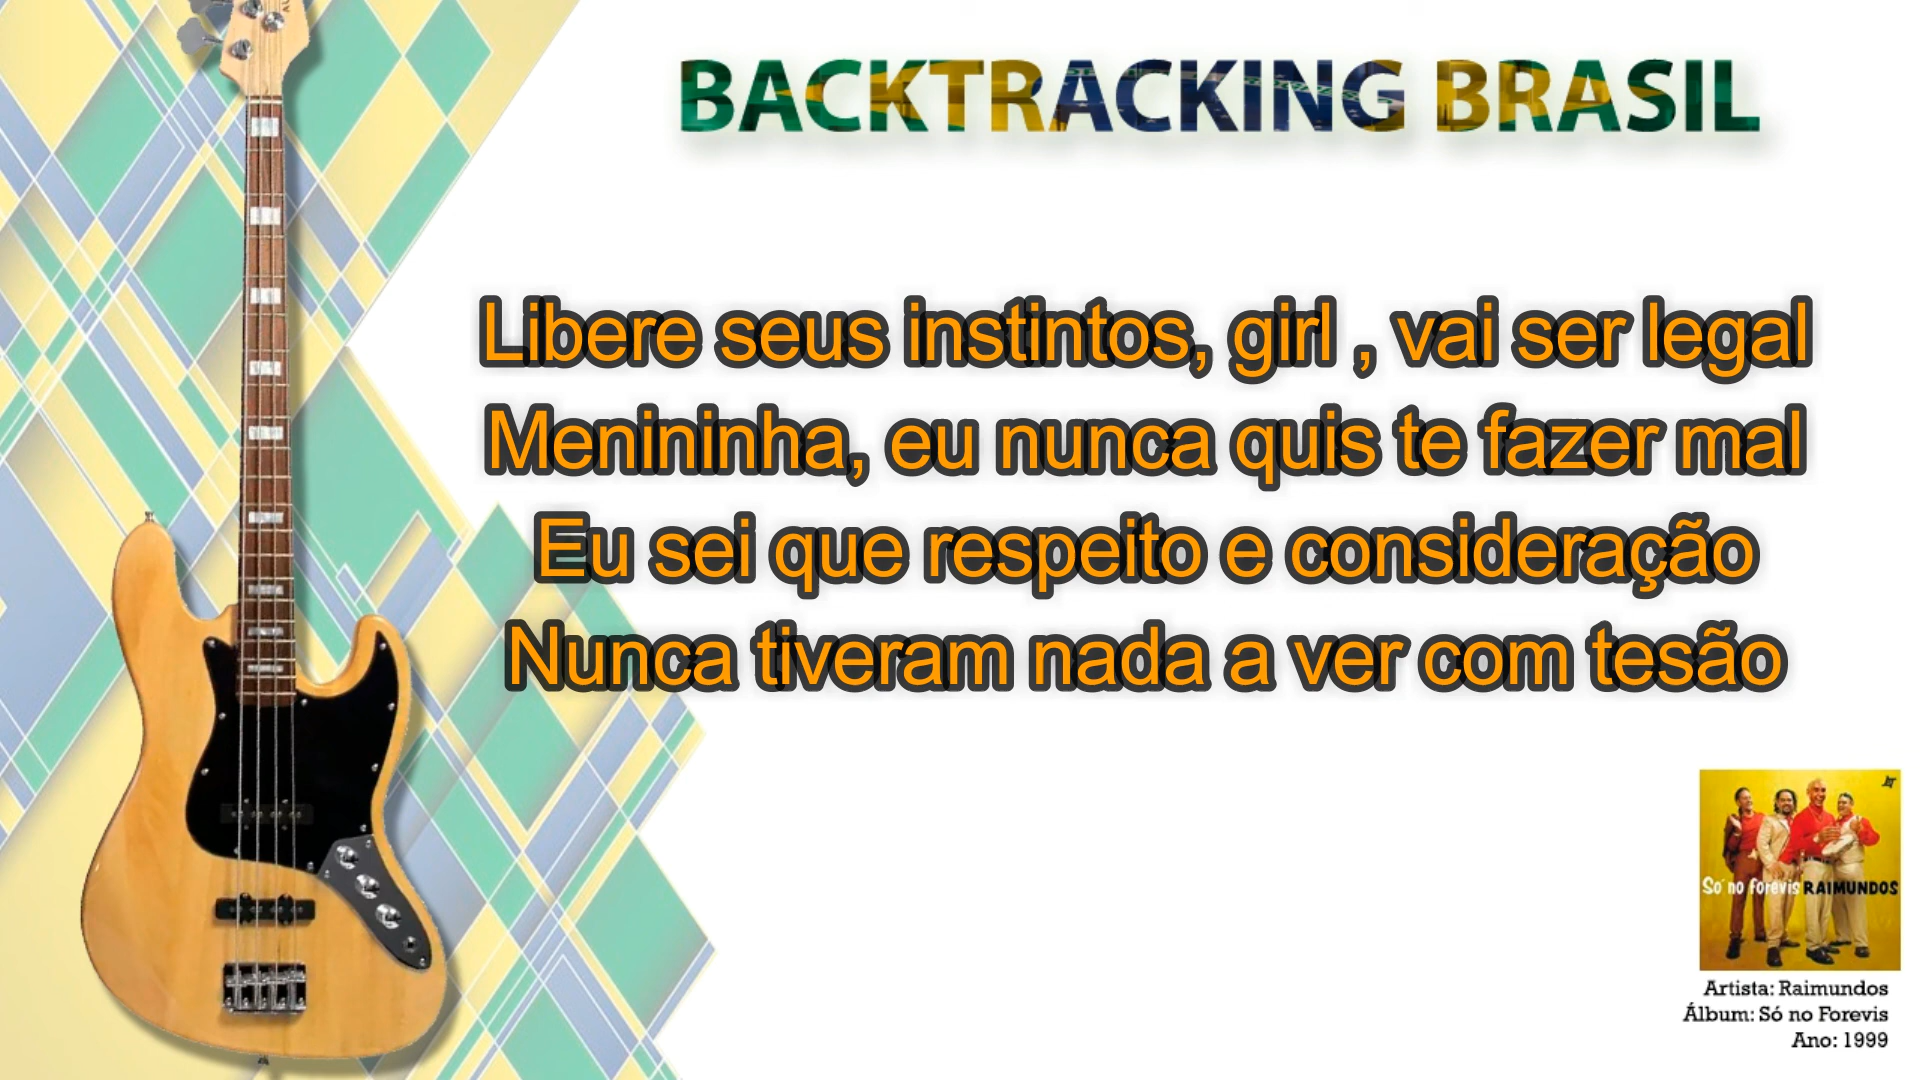 BACKTRACKING BRASIL
Libere seus instintos, girl , vai ser legal
Menininha, eu nunca quis te fazer mal
Eu sei que respeito e consideração
Nunca tiveram nada a ver com tesão
Só no forevis RAIMUNDOS
Artista: Raimundos
Álbum: Só no Forevis
Ano: 1999